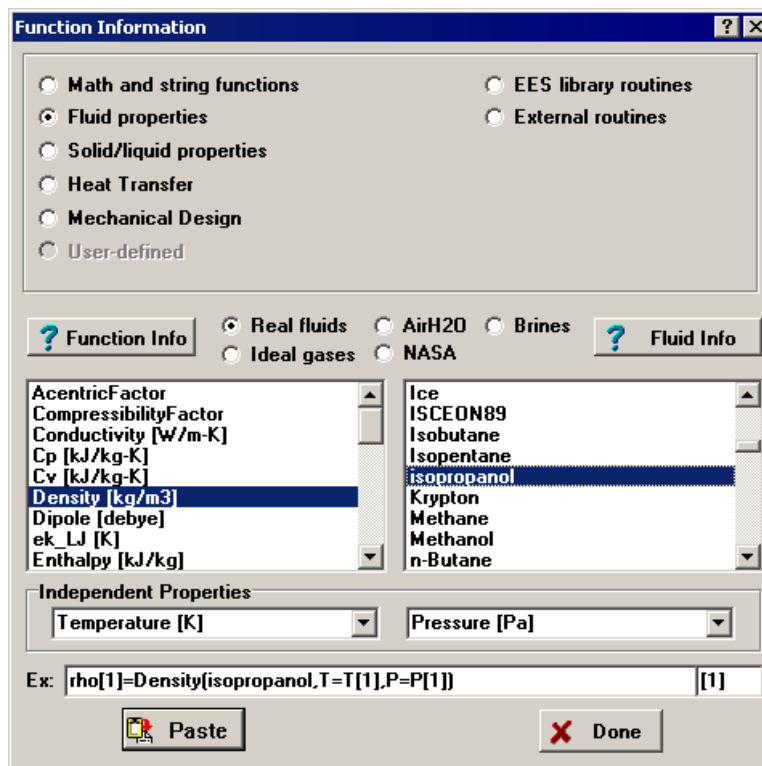 Function Information
Math and string functions
EES library routines
Fluid properties
External routines
Solid/liquid properties
Heat Transfer
Mechanical Design
User-defined
? Function Info
Real fluids
AirH2O
Brines
? Fluid Info
Ideal gases
NASA
AcentricFactor
CompressibilityFactor
Conductivity [W/m-K]
Cp [kJ/kg-K]
Cv [kJ/kg-K]
Density [kg/m3]
Dipole [debye]
ek_LJ [K]
Enthalpy [kJ/kg]
Ice
ISCEON89
Isobutane
Isopentane
isopropanol
Krypton
Methane
Methanol
n-Butane
Independent Properties
Temperature [K]
Pressure [Pa]
Ex: rho[1]=Density(isopropanol,T=T[1],P=P[1]) [1]
Paste
Done